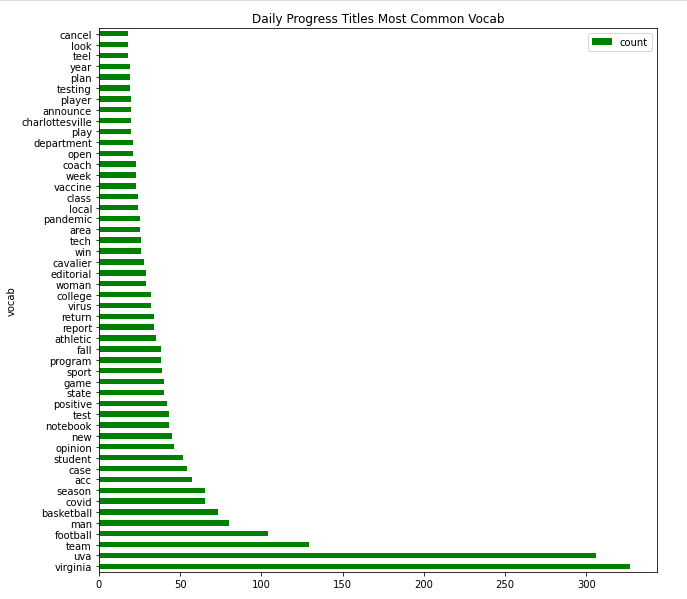 Daily Progress Titles Most Common Vocab
count
vocab
cancel
look
teel
year
plan
testing
player
announce
charlottesville
play
department
open
coach
week
vaccine
class
local
pandemic
area
tech
win
cavalier
editorial
woman
college
virus
return
report
athletic
fall
program
sport
game
state
positive
test
notebook
new
opinion
student
case
acc
season
covid
basketball
man
football
team
uva
virginia
0 50 100 150 200 250 300